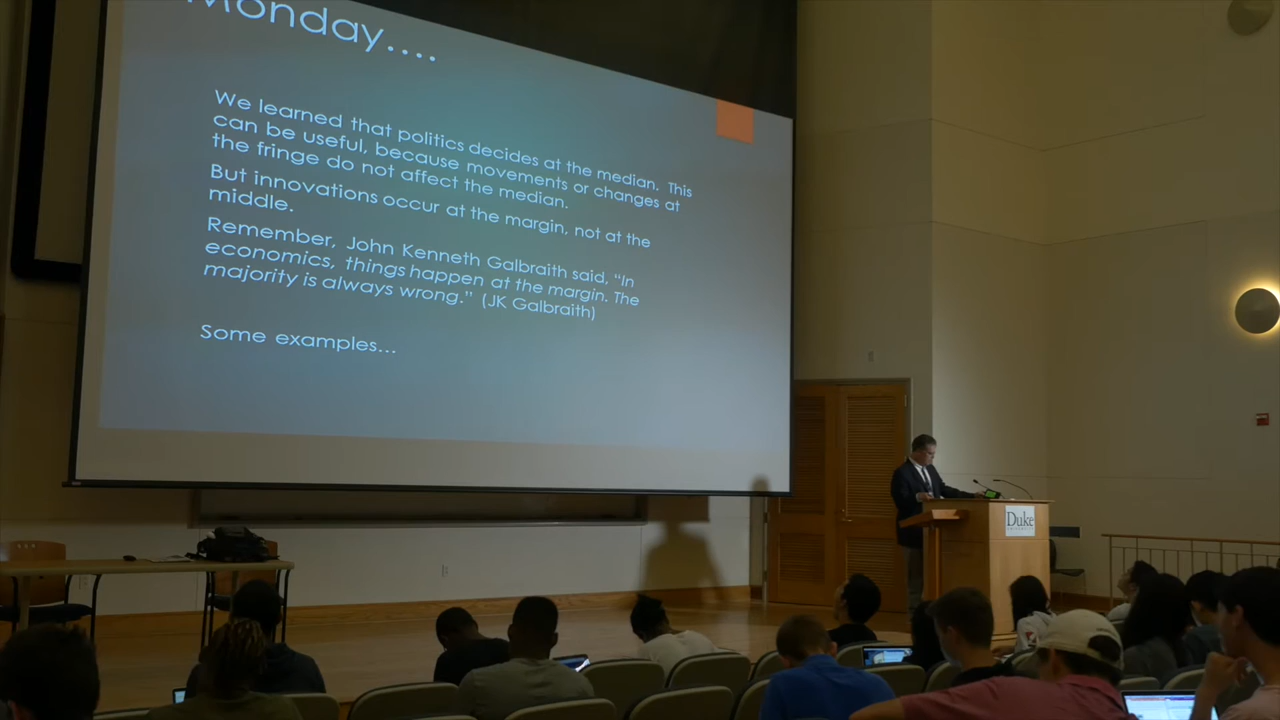 Monday....
We learned that politics decides at the median. This
can be useful, because movements or changes at
the fringe do not affect the median.
But innovations occur at the margin, not at the
middle.
Remember, John Kenneth Galbraith said, “In
economics, things happen at the margin. The
majority is always wrong.” (JK Galbraith)
Some examples...
Duke
UNIVERSITY